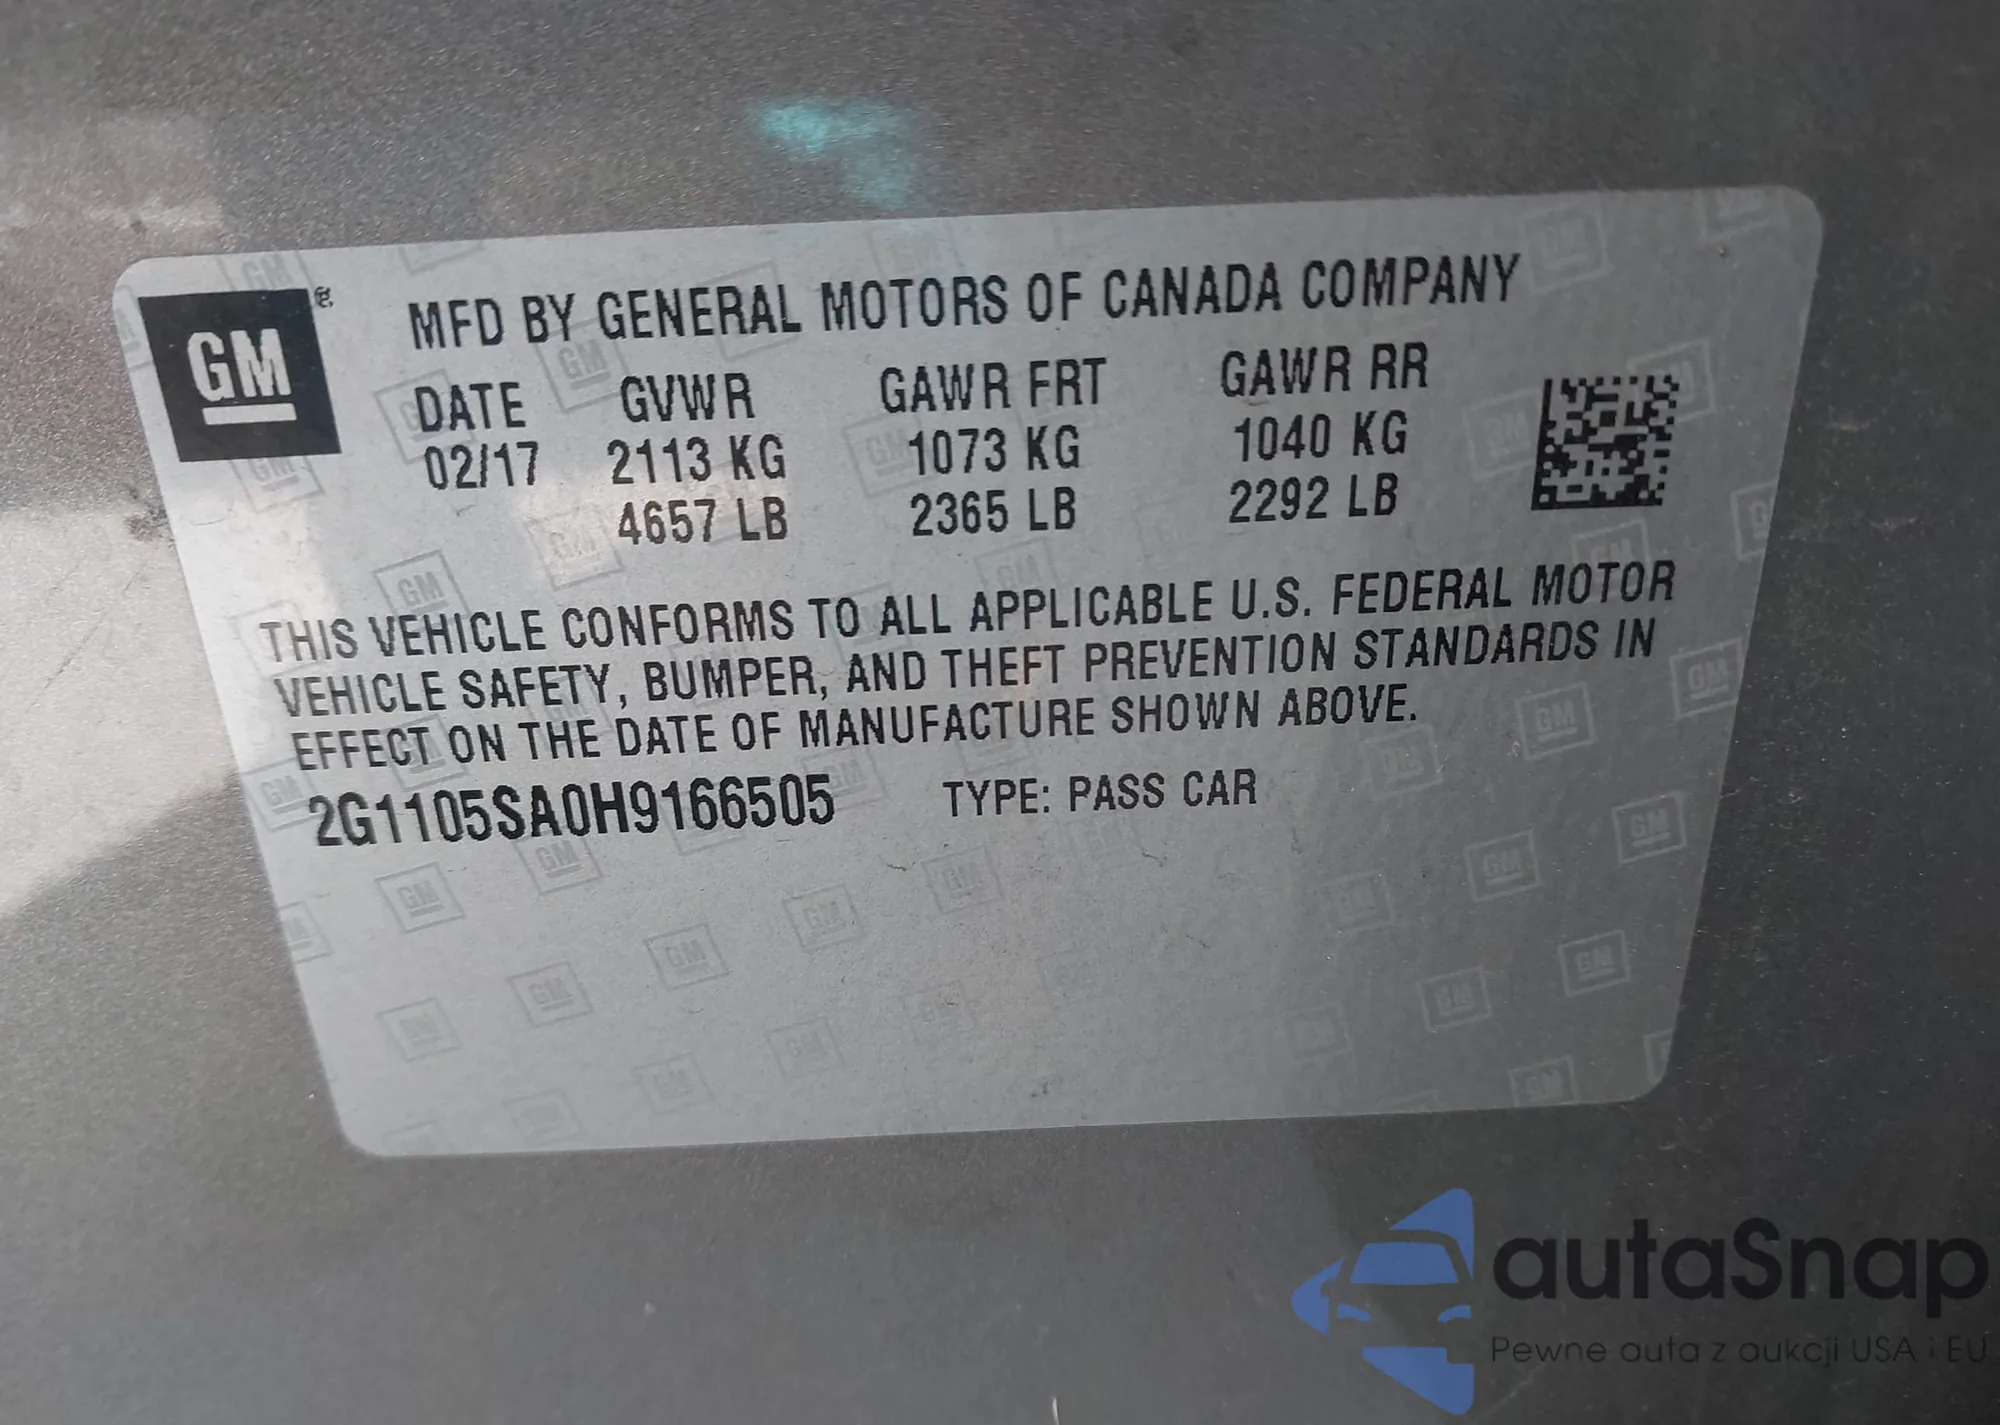 GM
MFD BY GENERAL MOTORS OF CANADA COMPANY
DATE GVWR GAWR FRT GAWR RR
02/17 2113 KG 1073 KG 1040 KG
4657 LB 2365 LB 2292 LB
THIS VEHICLE CONFORMS TO ALL APPLICABLE U.S. FEDERAL MOTOR
VEHICLE SAFETY, BUMPER, AND THEFT PREVENTION STANDARDS IN
EFFECT ON THE DATE OF MANUFACTURE SHOWN ABOVE.
2G1105SA0H9166505 TYPE: PASS CAR
autaSnap
Pewne auta z aukcji USA i EU